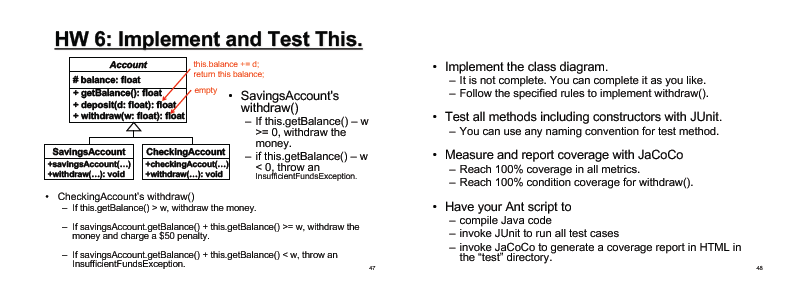 HW 6: Implement and Test This.
Account
# balance: float
+ getBalance(): float
+ deposit(d: float): float
+ withdraw(w: float): float
this.balance += d;
return this balance;
empty
SavingsAccount
+savingsAccount(…)
+withdraw(…): void
CheckingAccount
+checkingAccout(…)
+withdraw(…): void
• SavingsAccount's
withdraw()
– If this.getBalance() – w
>= 0, withdraw the
money.
– if this.getBalance() – w
< 0, throw an
InsufficientFundsException.
• CheckingAccount's withdraw()
– If this.getBalance() > w, withdraw the money.
– If savingsAccount.getBalance() + this.getBalance() >= w, withdraw the
money and charge a $50 penalty.
– If savingsAccount.getBalance() + this.getBalance() < w, throw an
InsufficientFundsException.
47
• Implement the class diagram.
– It is not complete. You can complete it as you like.
– Follow the specified rules to implement withdraw().
• Test all methods including constructors with JUnit.
– You can use any naming convention for test method.
• Measure and report coverage with JaCoCo
– Reach 100% coverage in all metrics.
– Reach 100% condition coverage for withdraw().
• Have your Ant script to
– compile Java code
– invoke JUnit to run all test cases
– invoke JaCoCo to generate a coverage report in HTML in
the “test” directory.
48